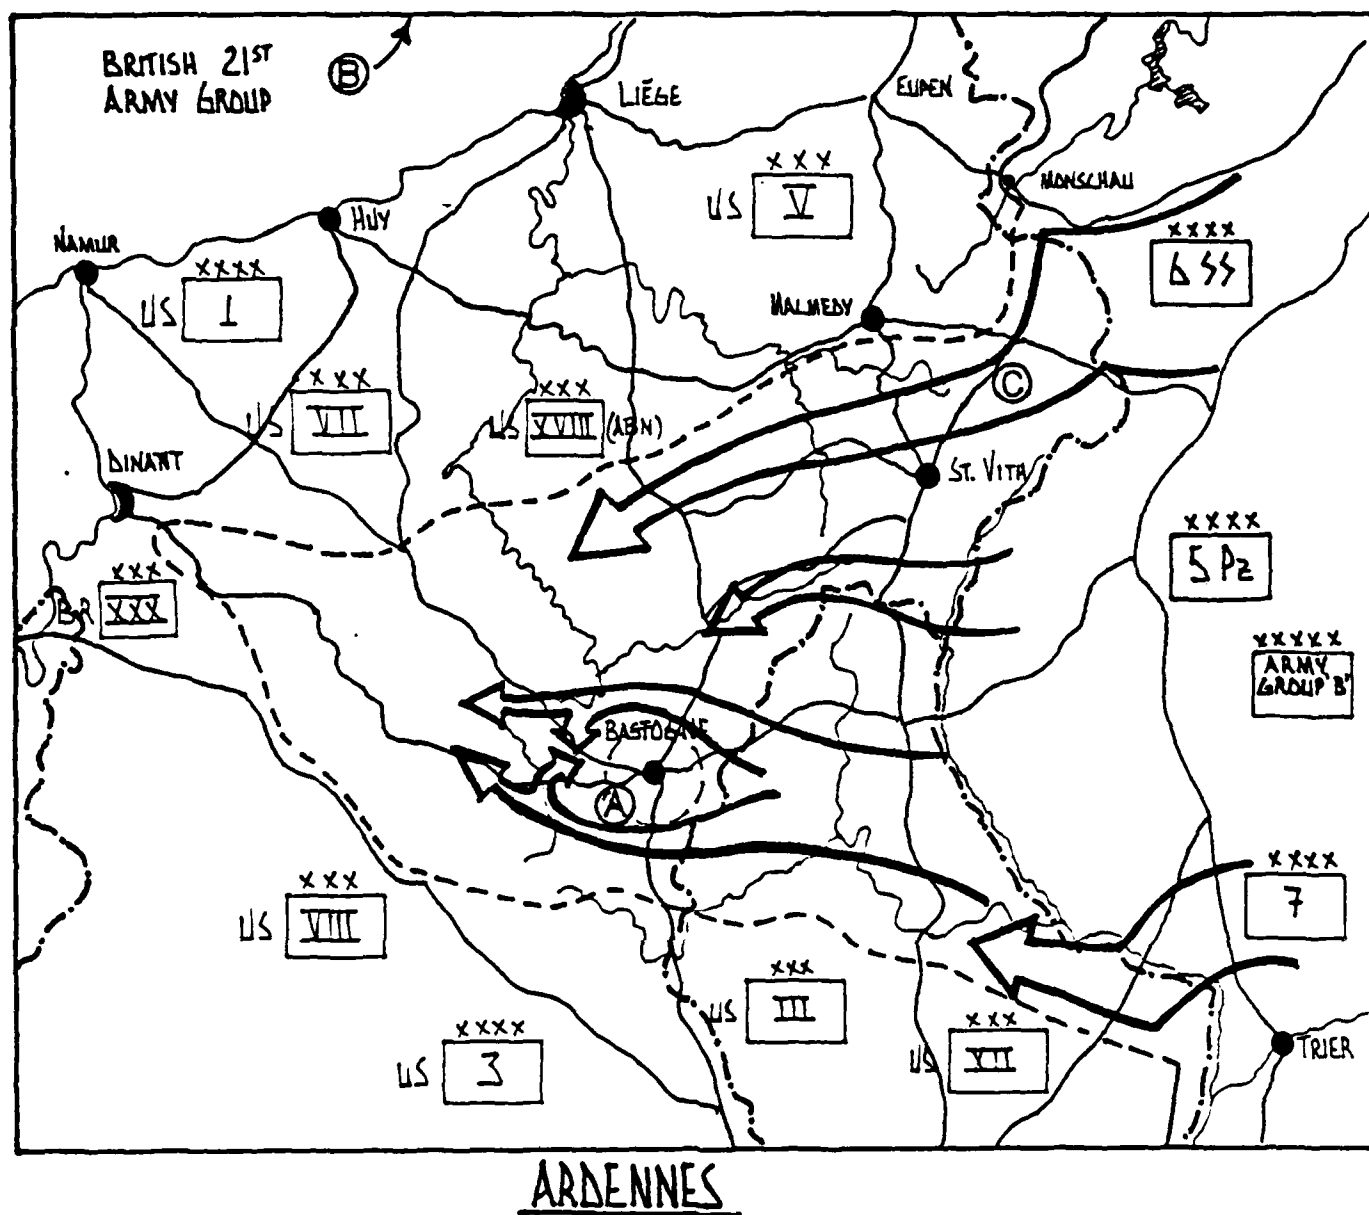 BRITISH 21ST
ARMY GROUP
B
LIÉGE
EUPEN
XXX
US V
MONSCHAU
HUY
NAMUR
XXXX
US 1
XXXX
6 SS
MALMEDY
XXX
US VII
XXX
US XVIII (ABN)
C
DINANT
ST. VITH
XXXX
5 Pz
XXX
BR XXX
XXXXX
ARMY
GROUP 'B'
BASTOGNE
A
XXXX
7
XXX
US VIII
XXX
US III
XXXX
US 3
XXX
US XII
TRIER
ARDENNES